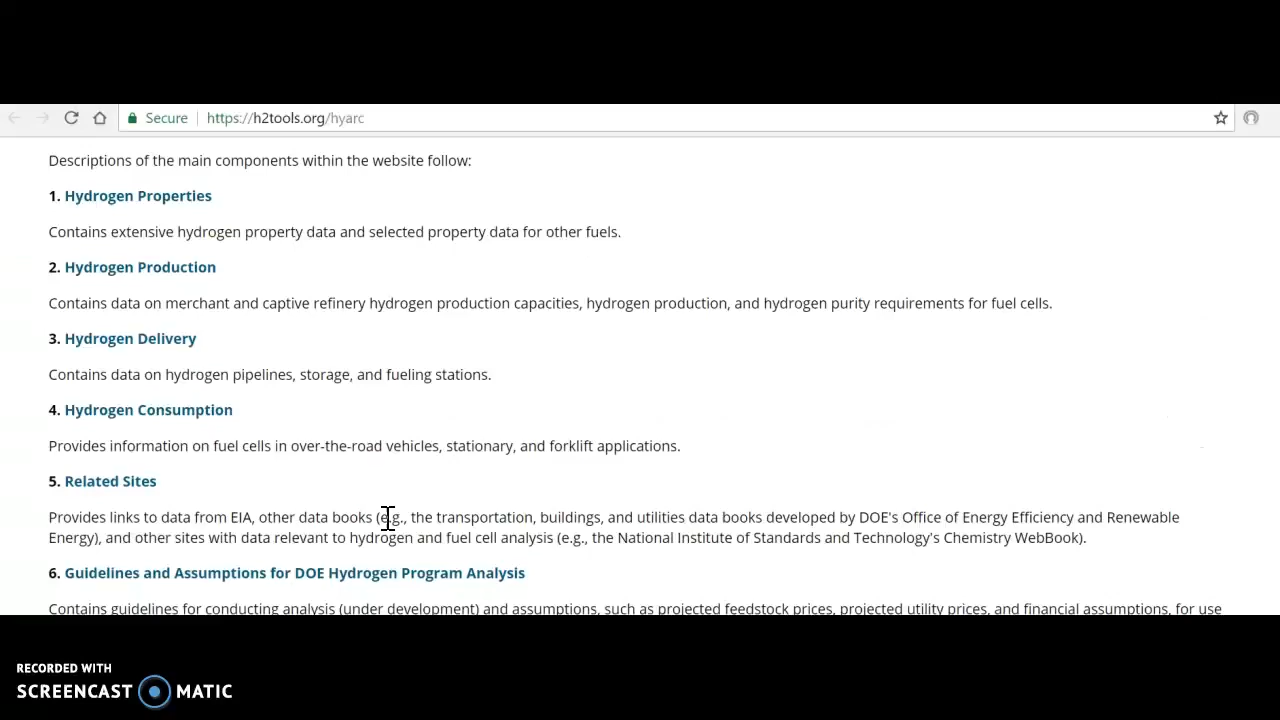 Secure https://h2tools.org/hyarc
Descriptions of the main components within the website follow:
1. Hydrogen Properties
Contains extensive hydrogen property data and selected property data for other fuels.
2. Hydrogen Production
Contains data on merchant and captive refinery hydrogen production capacities, hydrogen production, and hydrogen purity requirements for fuel cells.
3. Hydrogen Delivery
Contains data on hydrogen pipelines, storage, and fueling stations.
4. Hydrogen Consumption
Provides information on fuel cells in over-the-road vehicles, stationary, and forklift applications.
5. Related Sites
Provides links to data from EIA, other data books (e.g., the transportation, buildings, and utilities data books developed by DOE's Office of Energy Efficiency and Renewable
Energy), and other sites with data relevant to hydrogen and fuel cell analysis (e.g., the National Institute of Standards and Technology's Chemistry WebBook).
6. Guidelines and Assumptions for DOE Hydrogen Program Analysis
Contains guidelines for conducting analysis (under development) and assumptions, such as projected feedstock prices, projected utility prices, and financial assumptions, for use
RECORDED WITH
SCREENCAST MATIC